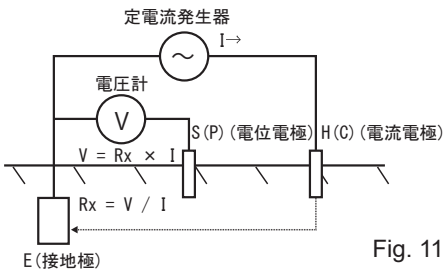 定電流発生器
I→
～
電圧計
V
S(P)(電位電極) H(C)(電流電極)
V = Rx × I
Rx = V / I
E(接地極)
Fig. 11